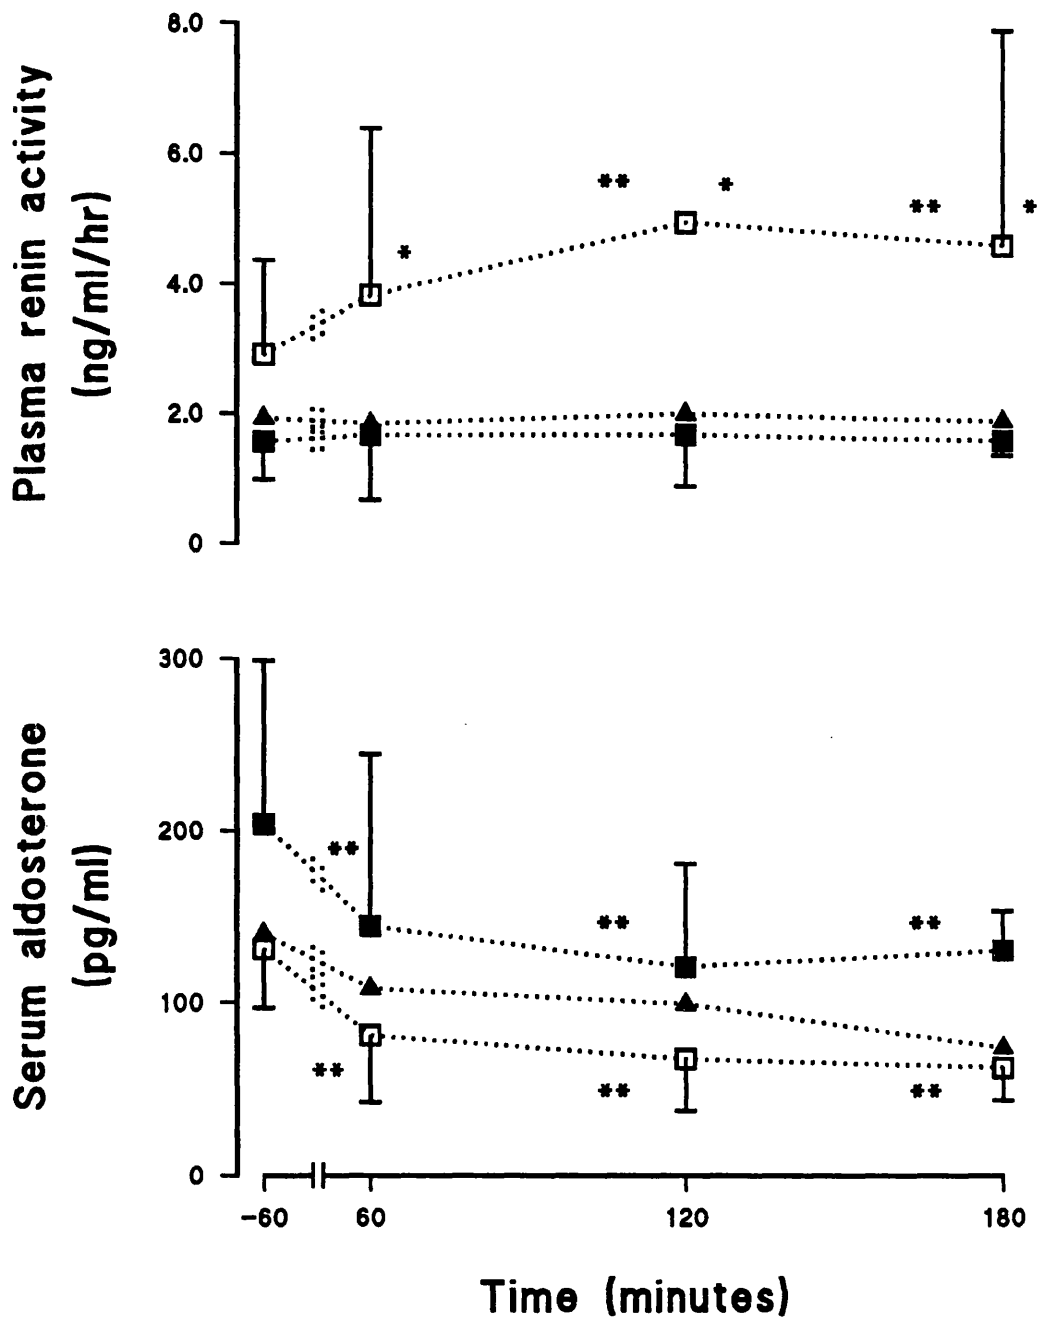 Plasma renin activity
(ng/ml/hr)
8.0
6.0
4.0
2.0
0
** *
** *
*
Serum aldosterone
(pg/ml)
300
200
100
0
**
** **
**
** **
-60 60 120 180
Time (minutes)